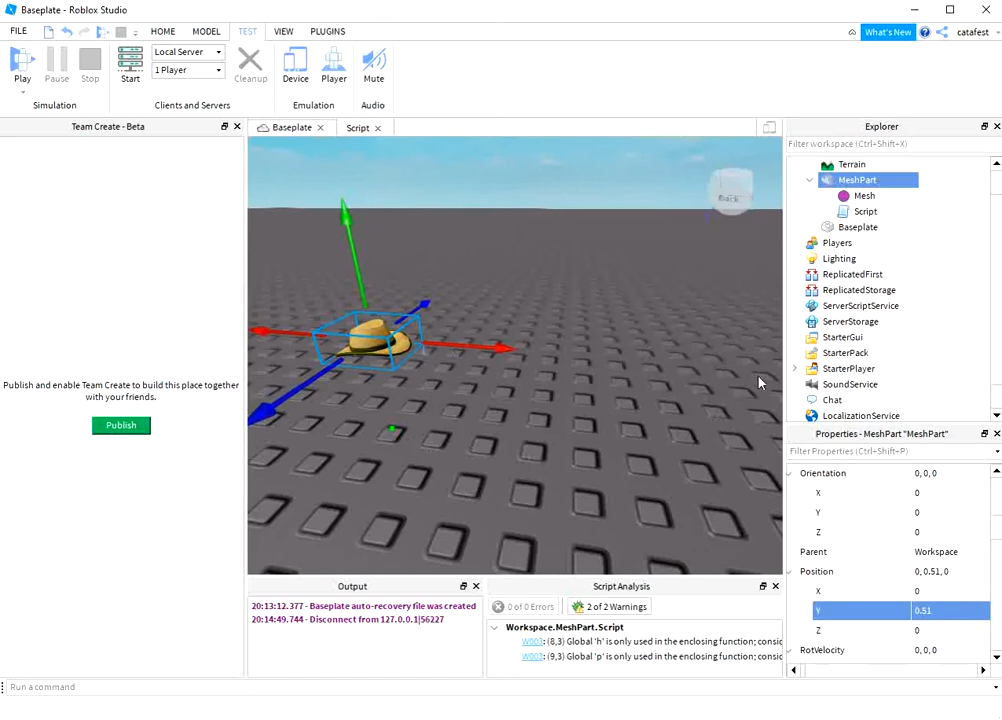 Baseplate - Roblox Studio
FILE HOME MODEL TEST VIEW PLUGINS What's New catafest
Play Pause Stop Start Local Server 1 Player Cleanup Device Player Mute
Simulation Clients and Servers Emulation Audio
Team Create - Beta
Publish and enable Team Create to build this place together
with your friends.
Publish
Baseplate Script
Back
Explorer
Filter workspace (Ctrl+Shift+X)
Terrain
MeshPart
Mesh
Script
Baseplate
Players
Lighting
ReplicatedFirst
ReplicatedStorage
ServerScriptService
ServerStorage
StarterGui
StarterPack
StarterPlayer
SoundService
Chat
LocalizationService
Properties - MeshPart "MeshPart"
Filter Properties (Ctrl+Shift+P)
Orientation 0, 0, 0
X 0
Y 0
Z 0
Parent Workspace
Position 0, 0.51, 0
X 0
Y 0.51
Z 0
RotVelocity 0, 0, 0
Output
20:13:12.377 - Baseplate auto-recovery file was created
20:14:49.744 - Disconnect from 127.0.0.1|56227
Script Analysis
0 of 0 Errors 2 of 2 Warnings
Workspace.MeshPart.Script
W003: (8,3) Global 'h' is only used in the enclosing function; consid
W003: (9,3) Global 'p' is only used in the enclosing function; consid
Run a command